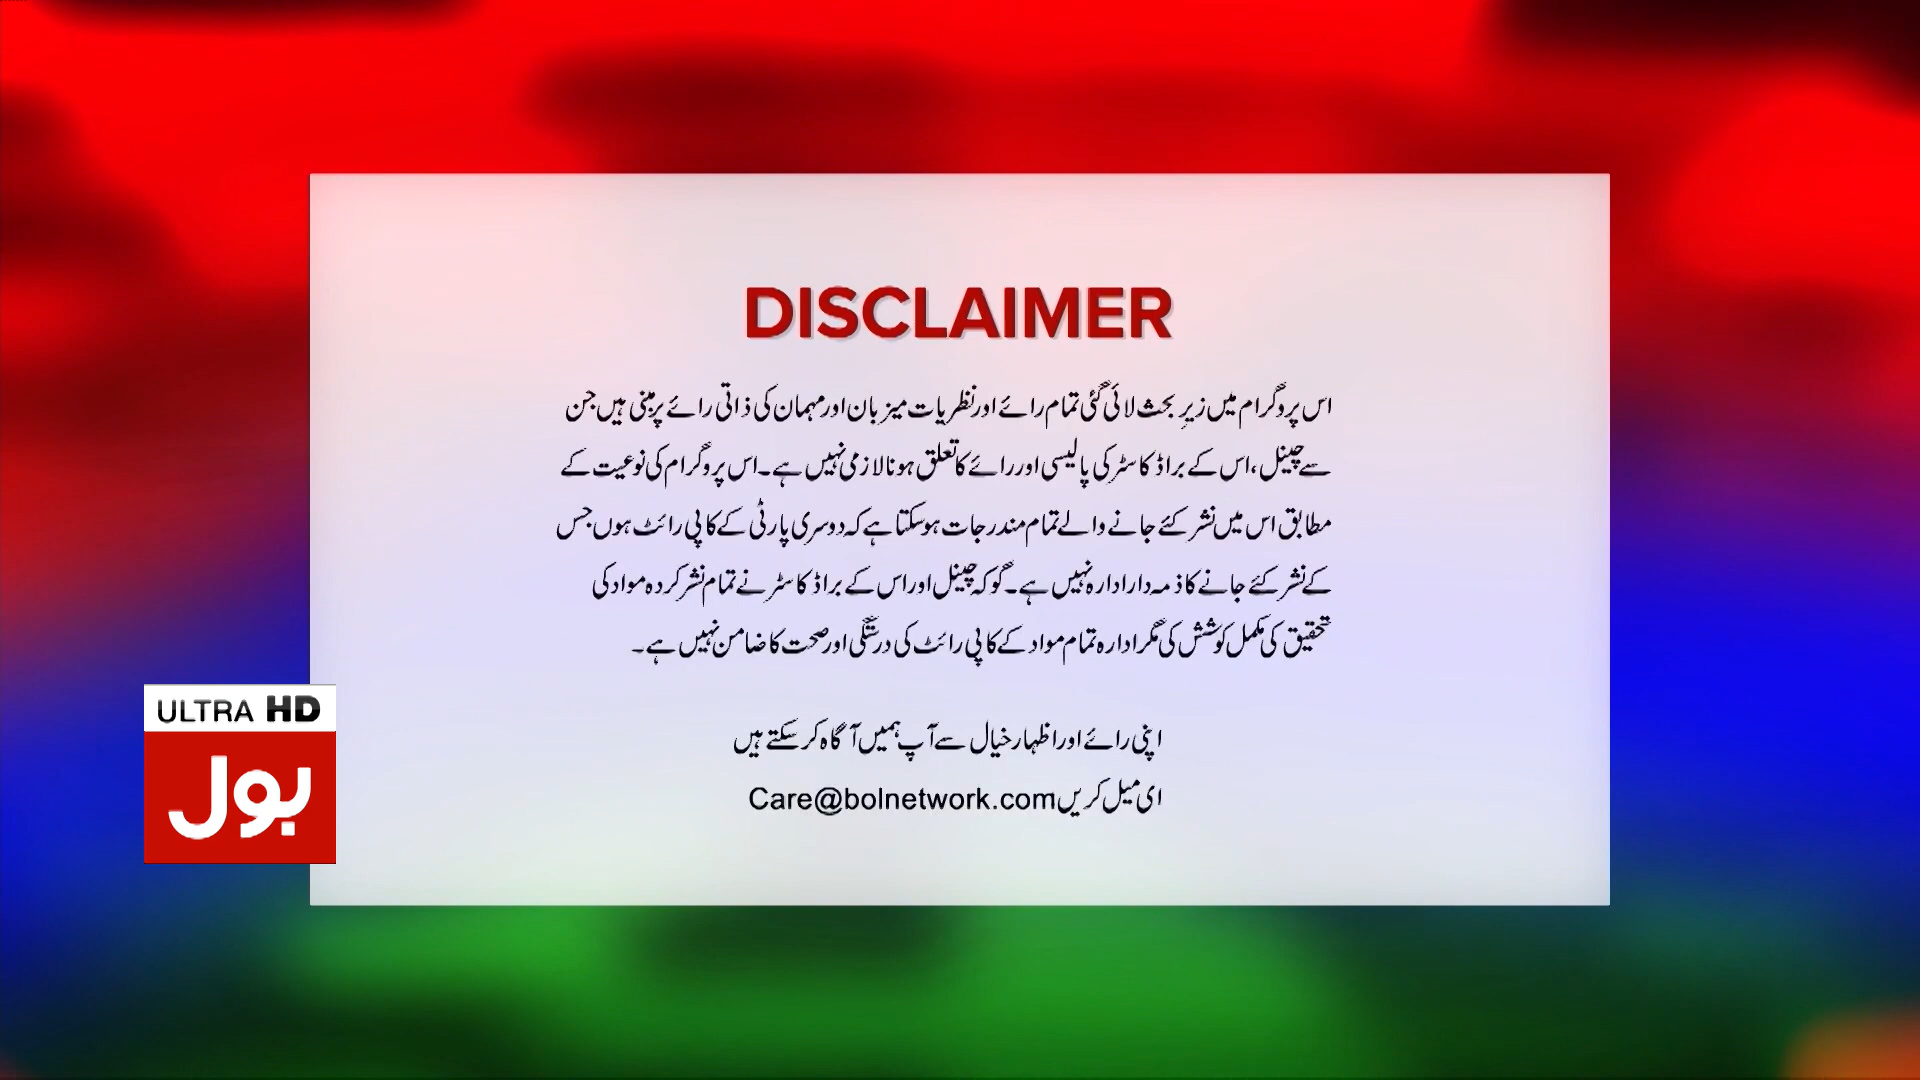 DISCLAIMER
اس پروگرام میں زیرِ بحث لائی گئی تمام رائے اور نظریات میزبان اور مہمان کی ذاتی رائے پر مبنی ہیں جن
سے چینل، اس کے براڈ کاسٹر کی پالیسی اور رائے کا تعلق ہونا لازمی نہیں ہے۔ اس پروگرام کی نوعیت کے
مطابق اس میں نشر کئے جانے والے تمام مندرجات ہوسکتا ہے کہ دوسری پارٹی کے کاپی رائٹ ہوں جس
کے نشر کئے جانے کا ذمہ دار ادارہ نہیں ہے۔ گو کہ چینل اور اس کے براڈ کاسٹر نے تمام نشر کردہ مواد کی
تحقیق کی مکمل کوشش کی مگر ادارہ تمام مواد کے کاپی رائٹ کی درستگی اور صحت کا ضامن نہیں ہے۔
اپنی رائے اور اظہار خیال سے آپ ہمیں آگاہ کر سکتے ہیں
ای میل کریں Care@bolnetwork.com
ULTRA HD
بول